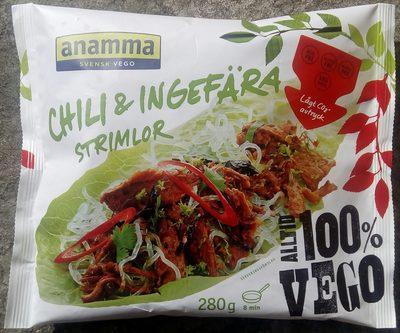 anamma
SVENSK VEGO
CHILI & INGEFÄRA
STRIMLOR
Lågt CO₂-
avtryck
ALLTID
100%
VEGO
280g
8 min